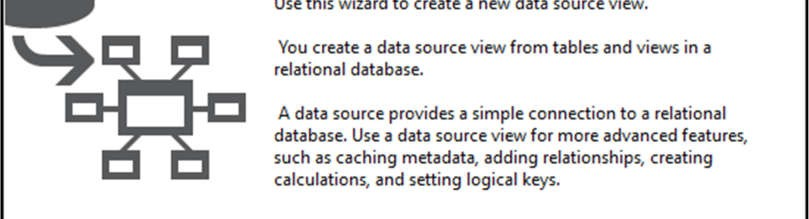 Use this wizard to create a new data source view.
You create a data source view from tables and views in a
relational database.
A data source provides a simple connection to a relational
database. Use a data source view for more advanced features,
such as caching metadata, adding relationships, creating
calculations, and setting logical keys.